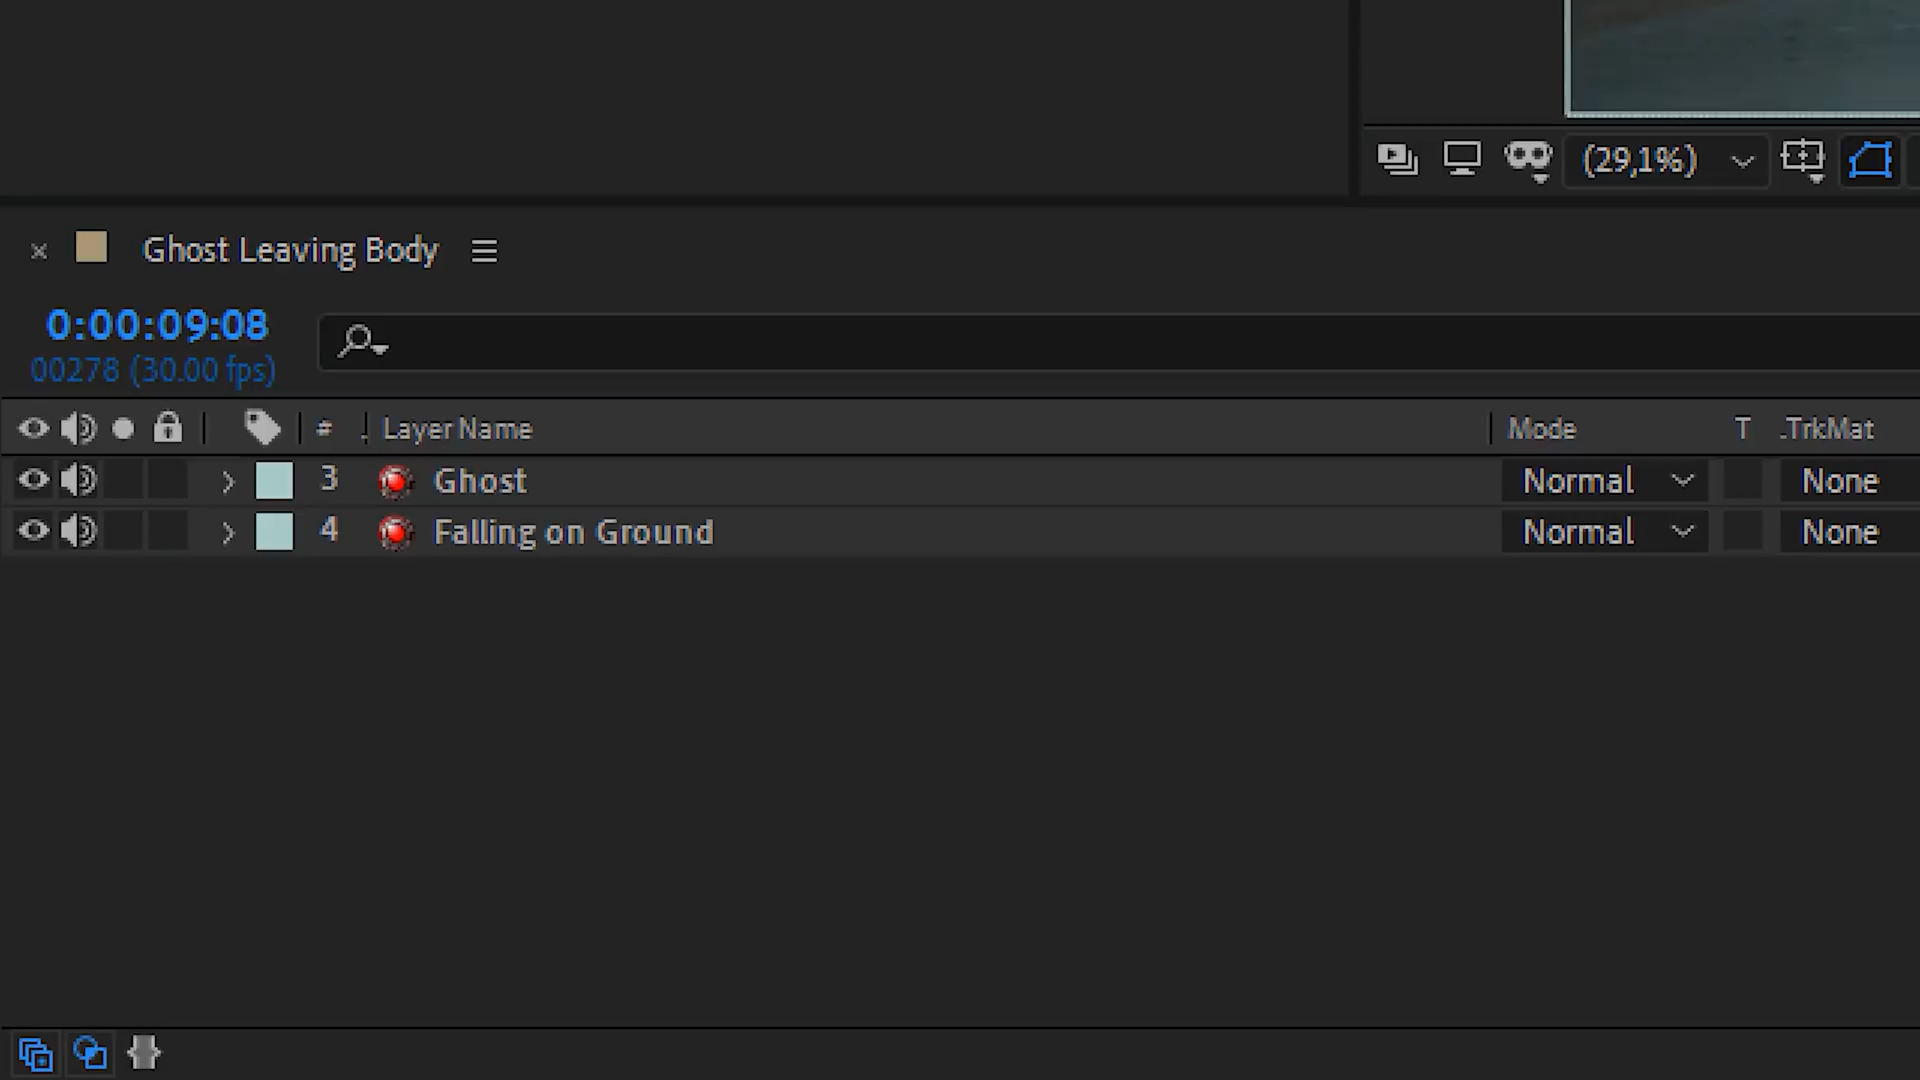 (29,1%)
Ghost Leaving Body
0:00:09:08
00278 (30.00 fps)
# . Layer Name Mode T .TrkMat
3 Ghost Normal None
4 Falling on Ground Normal None